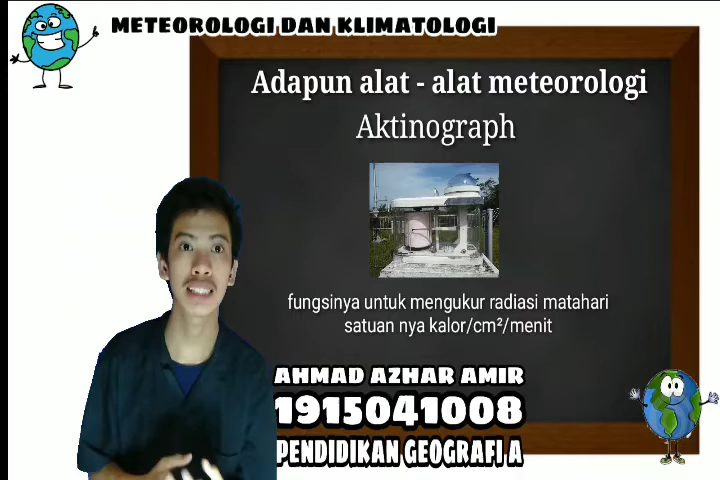 METEOROLOGI DAN KLIMATOLOGI
Adapun alat - alat meteorologi
Aktinograph
fungsinya untuk mengukur radiasi matahari
satuan nya kalor/cm²/menit
AHMAD AZHAR AMIR
1915041008
PENDIDIKAN GEOGRAFI A